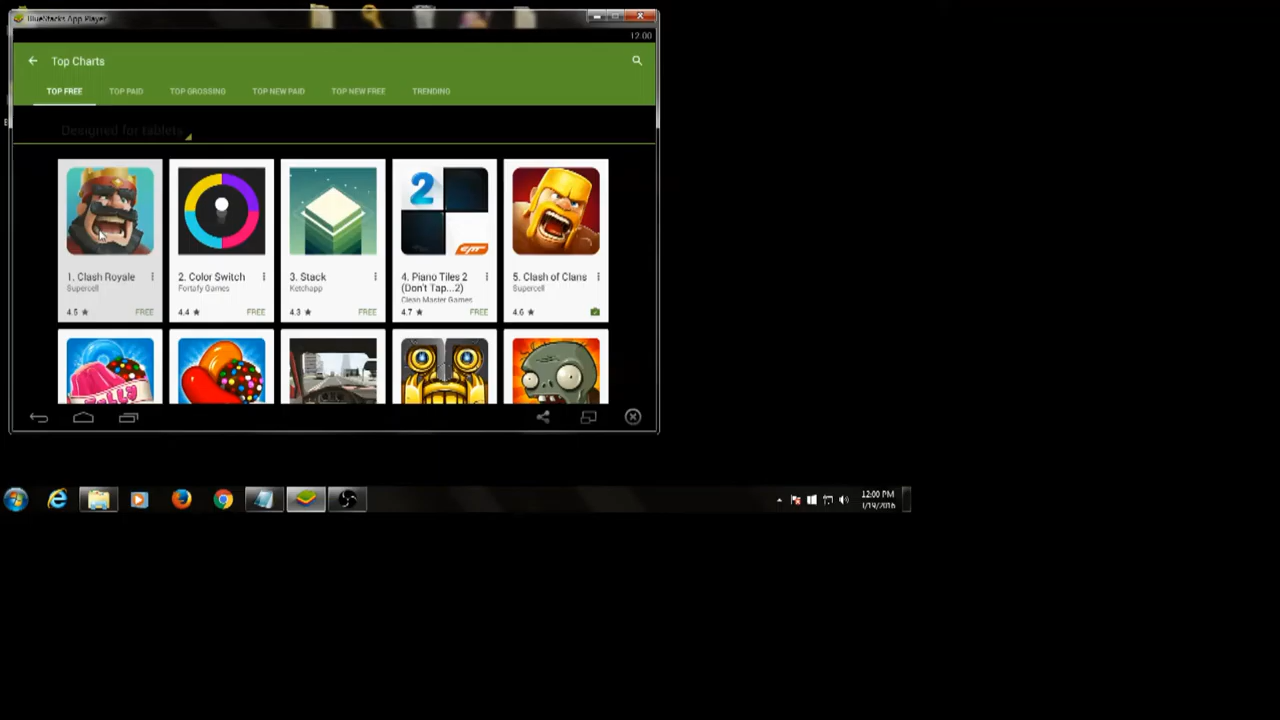 BlueStacks App Player
12:00
Top Charts
TOP FREE TOP PAID TOP GROSSING TOP NEW PAID TOP NEW FREE TRENDING
Designed for tablets
2
1. Clash Royale
Supercell
4.5 FREE
2. Color Switch
Fortafy Games
4.4 FREE
3. Stack
Ketchapp
4.3 FREE
4. Piano Tiles 2
(Don't Tap...2)
Clean Master Games
4.7 FREE
5. Clash of Clans
Supercell
4.6
12:00 PM